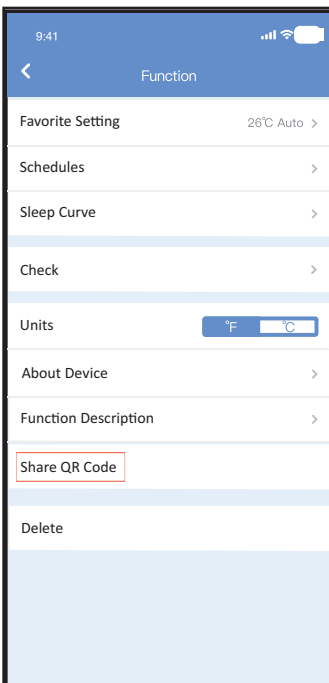 9:41
Function
Favorite Setting 26℃ Auto
Schedules
Sleep Curve
Check
Units ℉ ℃
About Device
Function Description
Share QR Code
Delete